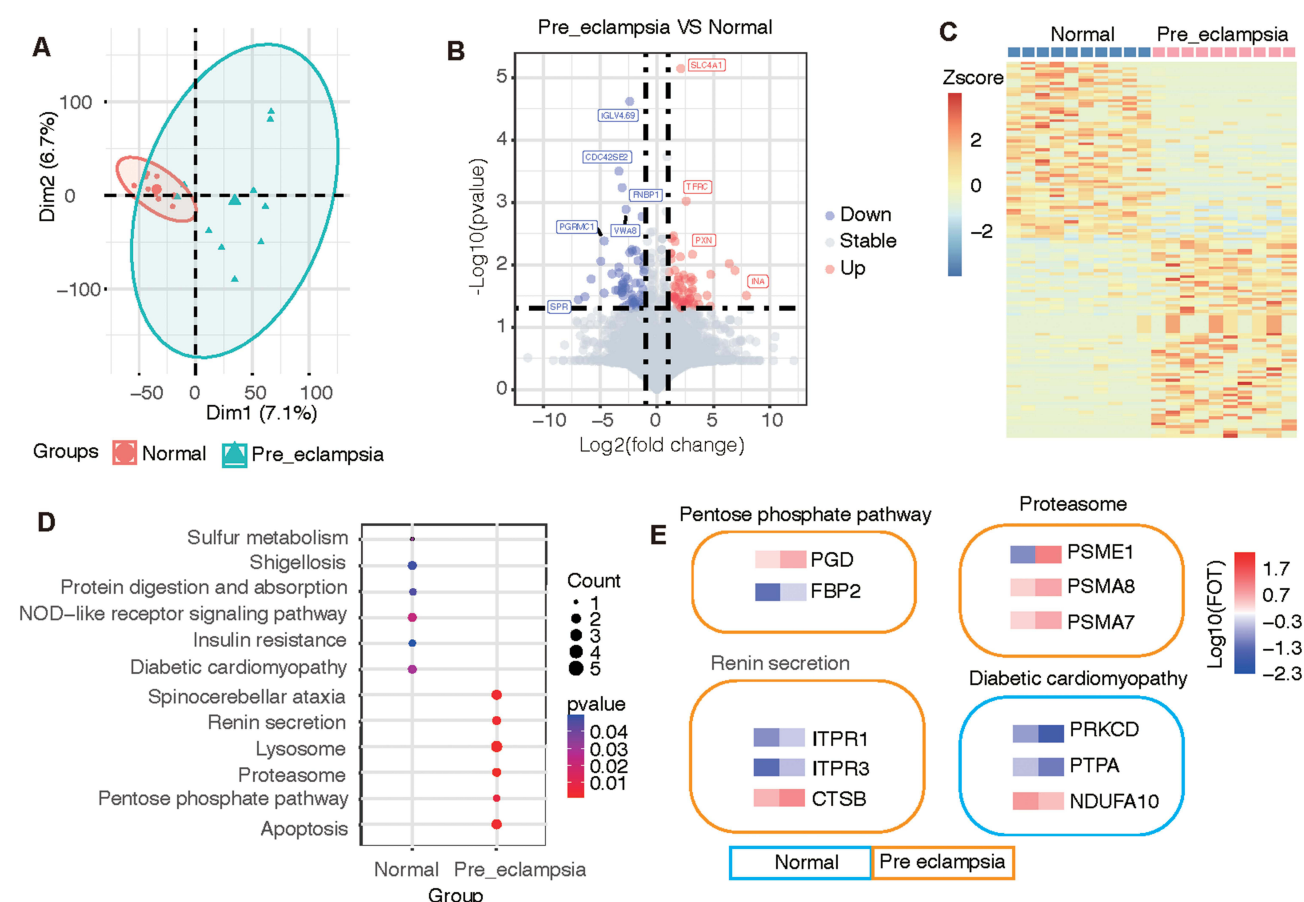 A
Dim2 (6.7%)
100
0
−100
−50
0
50
100
Dim1 (7.1%)
Groups
Normal
Pre_eclampsia
B
Pre_eclampsia VS Normal
-Log10(pvalue)
5
4
3
2
1
0
SLC4A1
IGLV4.69
CDC42SE2
FNBP1
TFRC
PGRMC1
VWA8
PXN
INA
SPR
−10
−5
0
5
10
Log2(fold change)
Down
Stable
Up
C
Normal
Pre_eclampsia
Zscore
2
0
−2
D
Sulfur metabolism
Shigellosis
Protein digestion and absorption
NOD−like receptor signaling pathway
Insulin resistance
Diabetic cardiomyopathy
Spinocerebellar ataxia
Renin secretion
Lysosome
Proteasome
Pentose phosphate pathway
Apoptosis
Normal
Pre_eclampsia
Group
Count
1
2
3
4
5
pvalue
0.04
0.03
0.02
0.01
E
Pentose phosphate pathway
PGD
FBP2
Proteasome
PSME1
PSMA8
PSMA7
Renin secretion
ITPR1
ITPR3
CTSB
Diabetic cardiomyopathy
PRKCD
PTPA
NDUFA10
Normal
Pre eclampsia
Log10(FOT)
1.7
0.7
−0.3
−1.3
−2.3